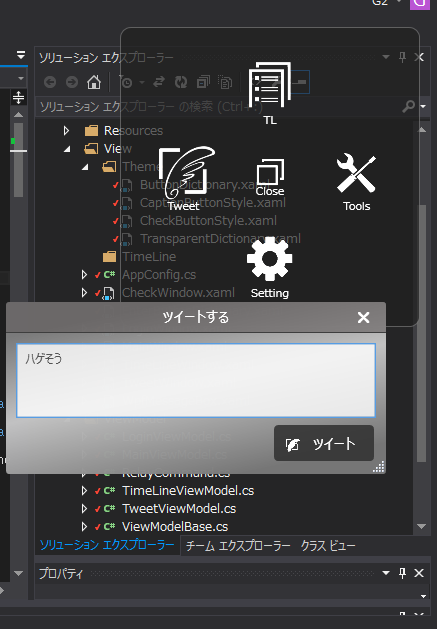 G2
G
ソリューション エクスプローラー
ソリューション エクスプローラー の検索 (Ctrl+;)
TL
Resources
View
Theme
ButtonDictionary.xaml
CaptionButtonStyle.xaml
CheckButtonStyle.xaml
TransparentDictionary.xaml
TimeLine
AppConfig.cs
CheckWindow.xaml
Tweet
Close
Tools
Setting
ツイートする
ハゲそう
ツイート
RelayCommand.cs
TimeLineViewModel.cs
TweetViewModel.cs
ViewModelBase.cs
ソリューション エクスプローラー チーム エクスプローラー クラス ビュー
プロパティ